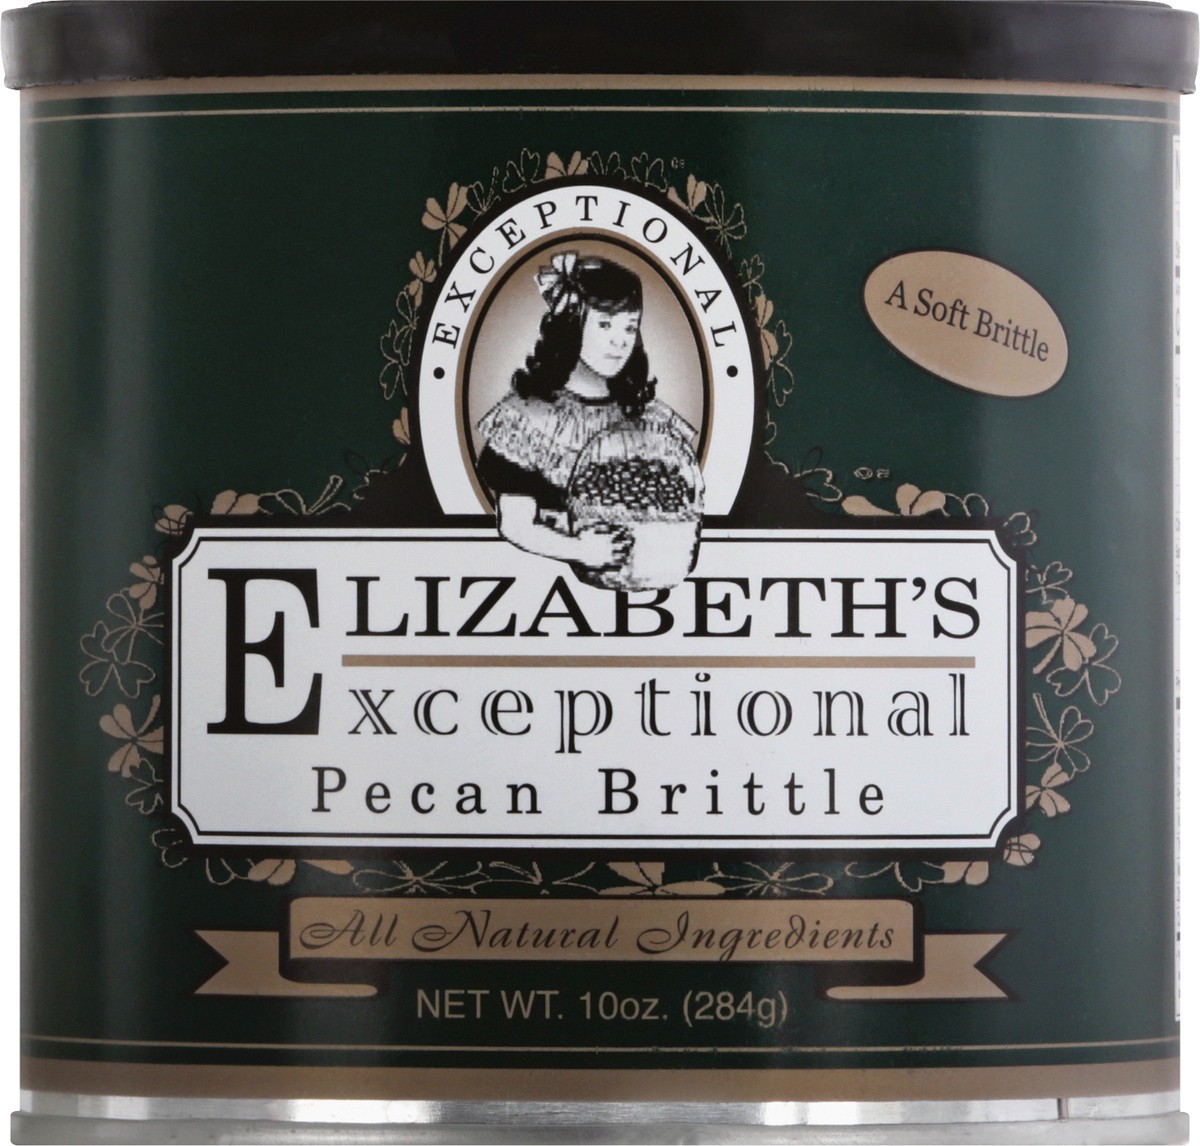 EXCEPTIONAL
A Soft Brittle
ELIZABETH'S
Exceptional
Pecan Brittle
All Natural Ingredients
NET WT. 10oz. (284g)